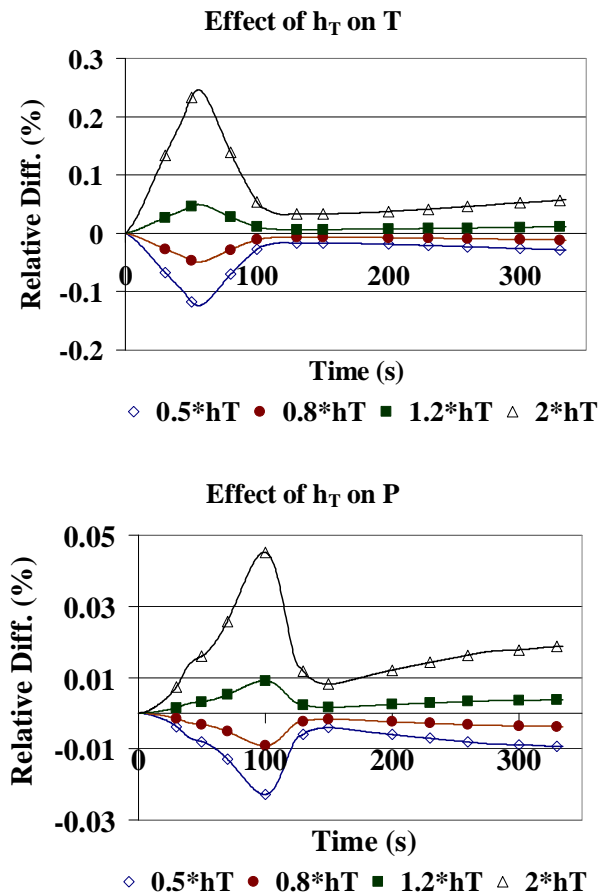 Effect of hT on T
0.3
0.2
0.1
0
-0.1
-0.2
Relative Diff. (%)
0 100 200 300
Time (s)
0.5*hT 0.8*hT 1.2*hT 2*hT
Effect of hT on P
0.05
0.03
0.01
-0.01
-0.03
Relative Diff. (%)
0 100 200 300
Time (s)
0.5*hT 0.8*hT 1.2*hT 2*hT